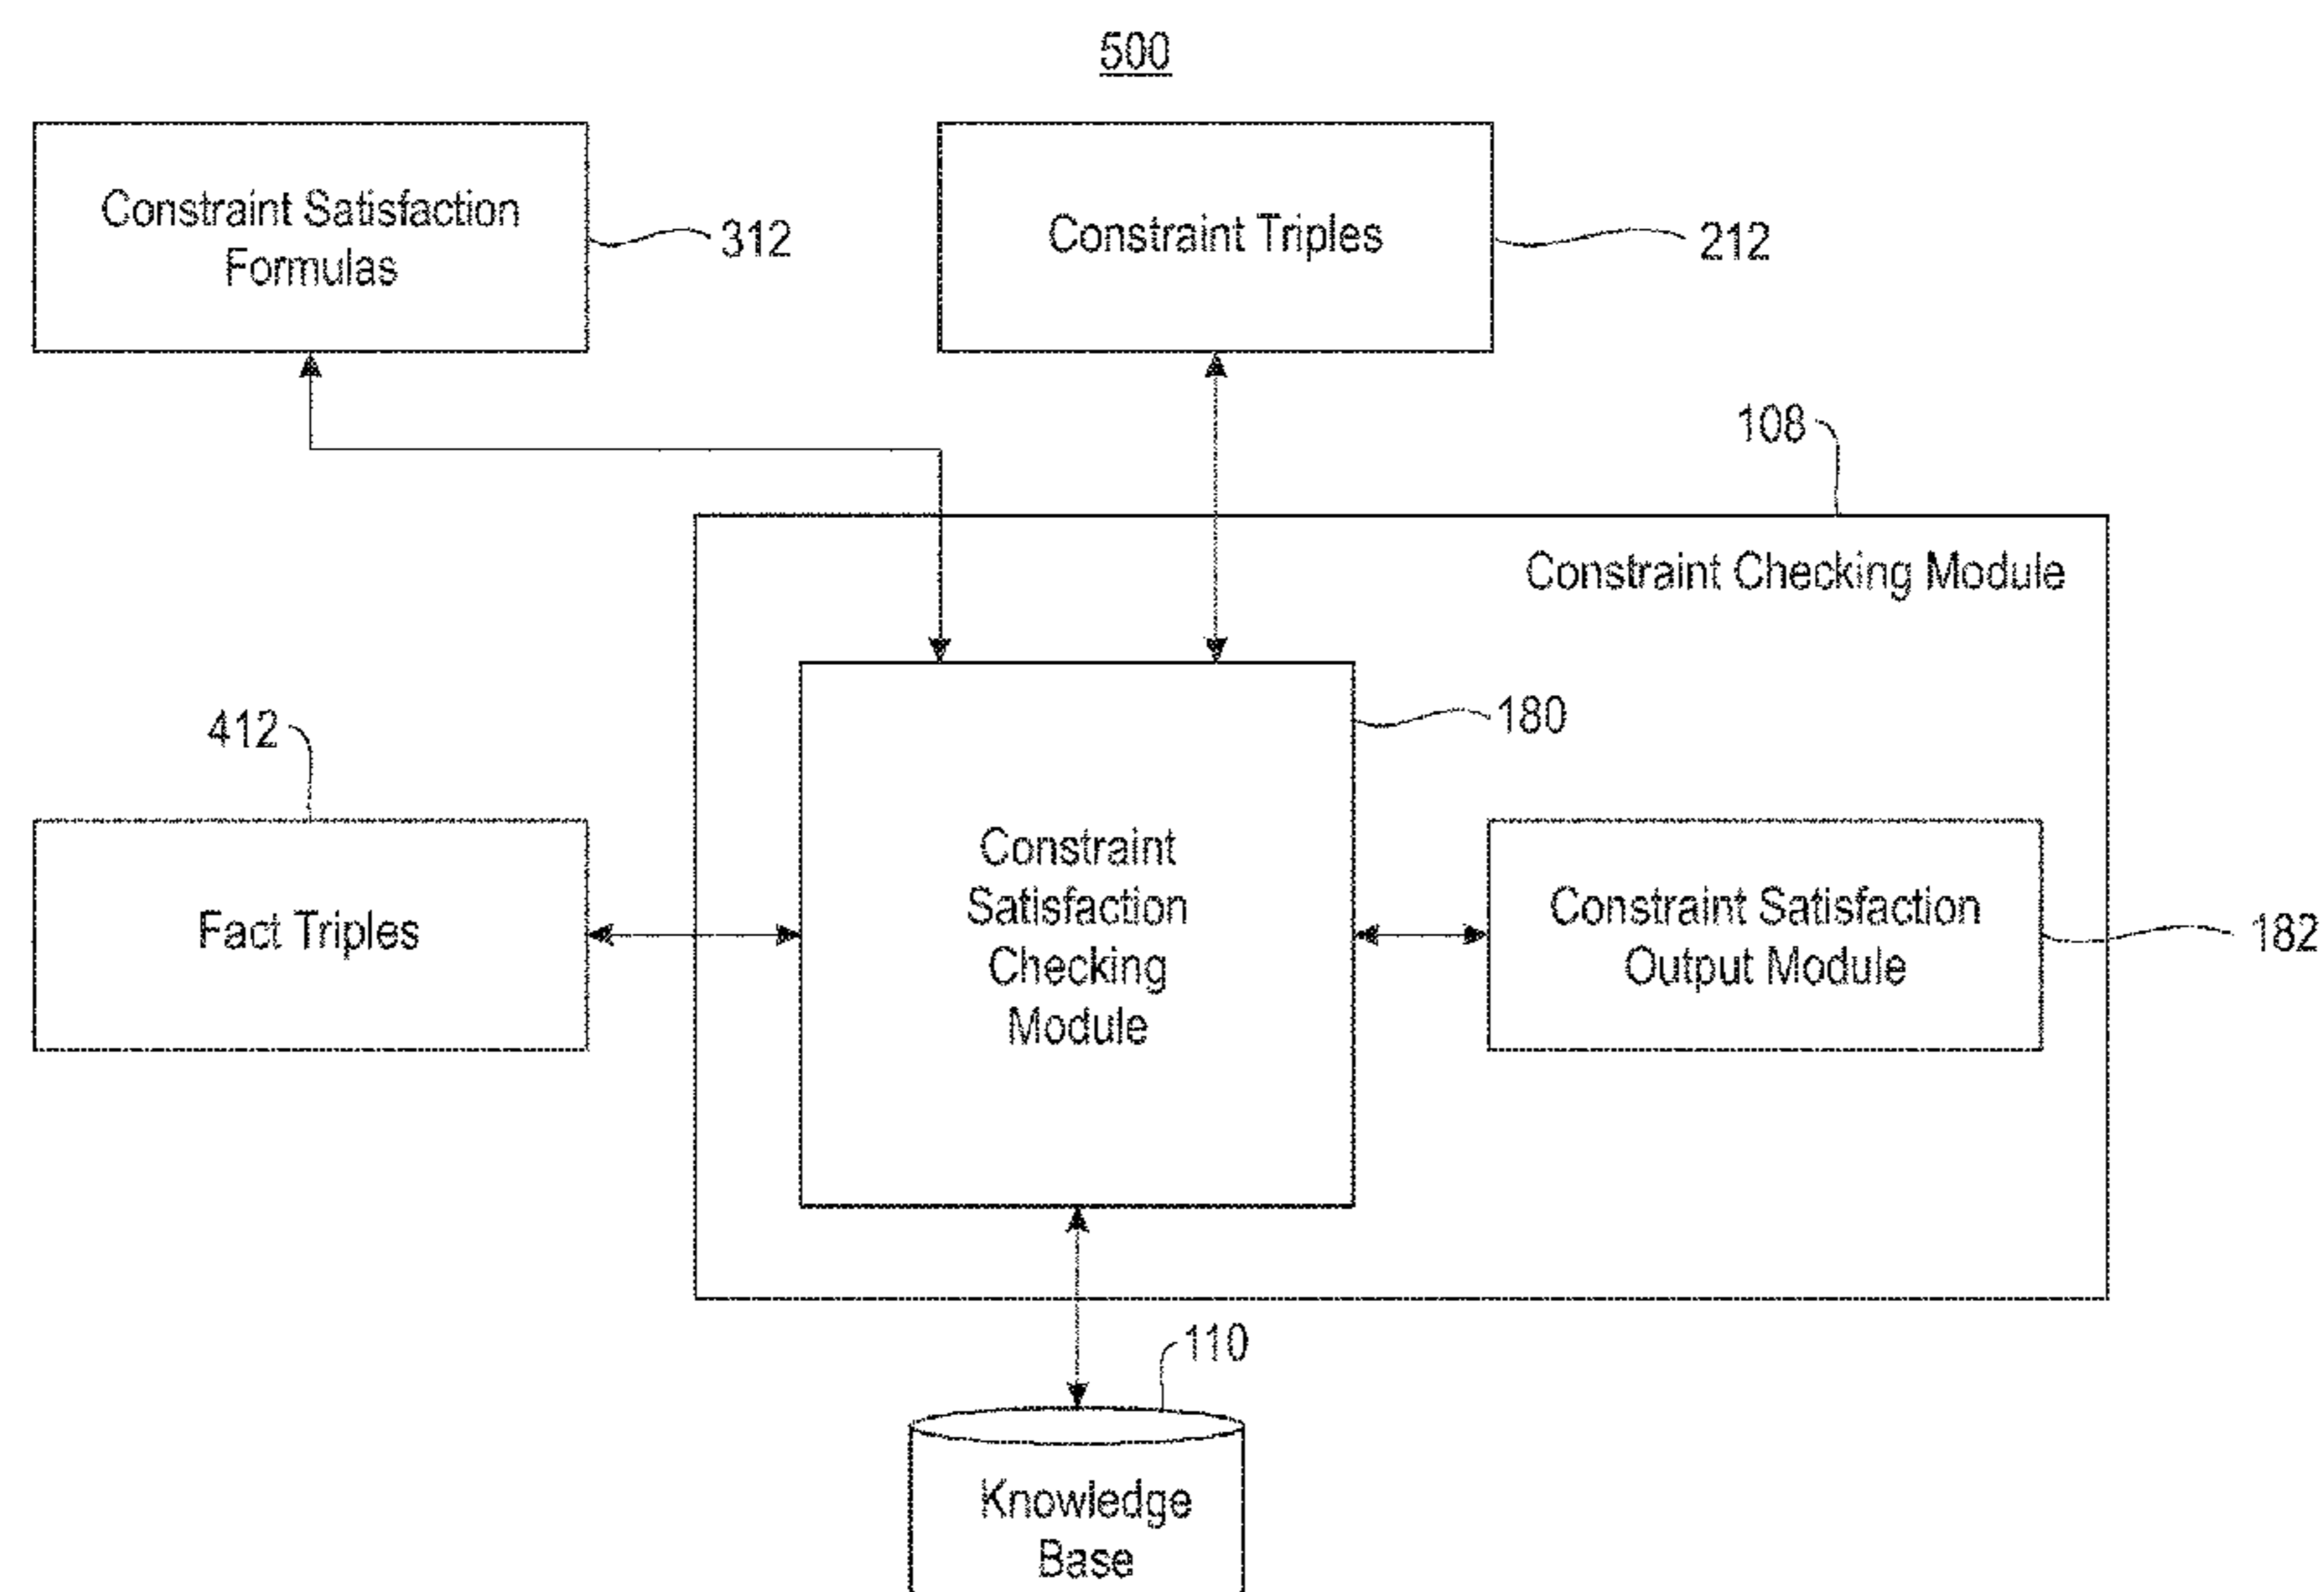 500
Constraint Satisfaction
Formulas
312
Constraint Triples
212
108
Constraint Checking Module
412
180
Fact Triples
Constraint
Satisfaction
Checking
Module
Constraint Satisfaction
Output Module
182
110
Knowledge
Base